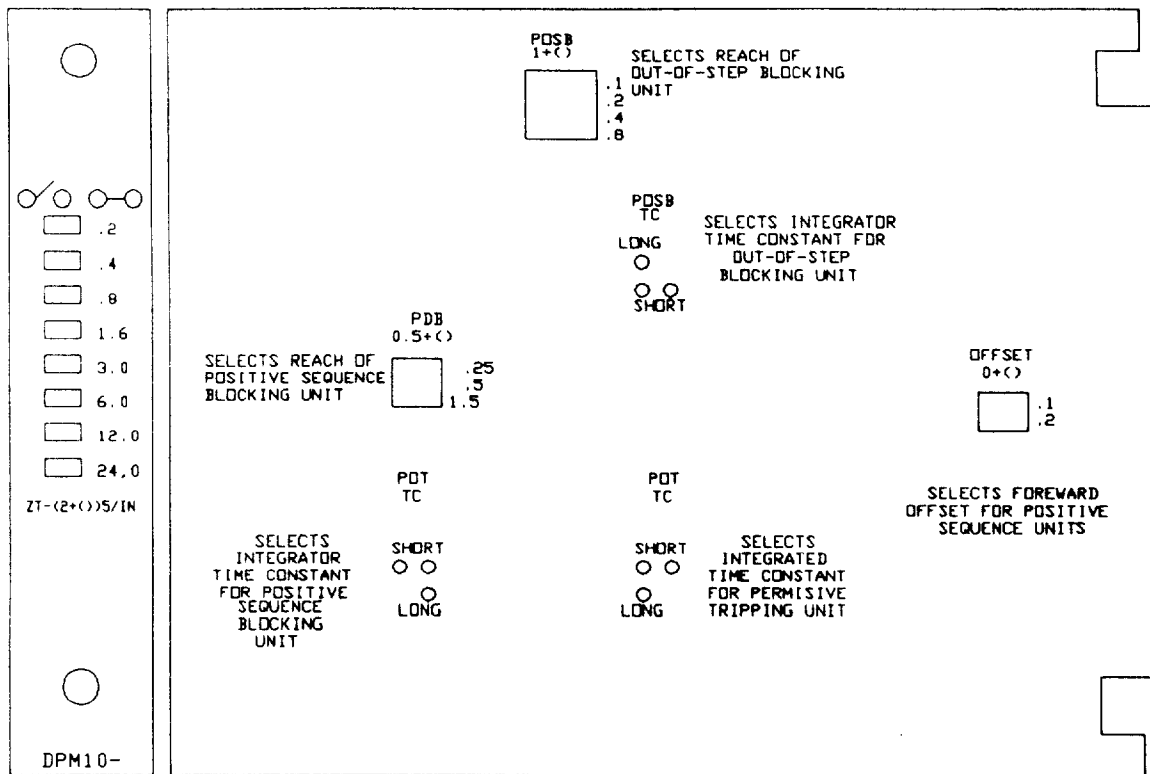 .2
.4
.8
1.6
3.0
6.0
12.0
24,0
ZT-(2+())5/IN
DPM10-
POSB
1+()
SELECTS REACH OF
OUT-OF-STEP BLOCKING
UNIT
.1
.2
.4
.8
POSB
TC
LONG
SHORT
SELECTS INTEGRATOR
TIME CONSTANT FOR
OUT-OF-STEP
BLOCKING UNIT
PDB
0.5+()
SELECTS REACH OF
POSITIVE SEQUENCE
BLOCKING UNIT
.25
.5
1.5
OFFSET
0+()
.1
.2
SELECTS FOREWARD
OFFSET FOR POSITIVE
SEQUENCE UNITS
POT
TC
SELECTS
INTEGRATOR
TIME CONSTANT
FOR POSITIVE
SEQUENCE
BLOCKING
UNIT
SHORT
LONG
POT
TC
SHORT
LONG
SELECTS
INTEGRATED
TIME CONSTANT
FOR PERMISIVE
TRIPPING UNIT